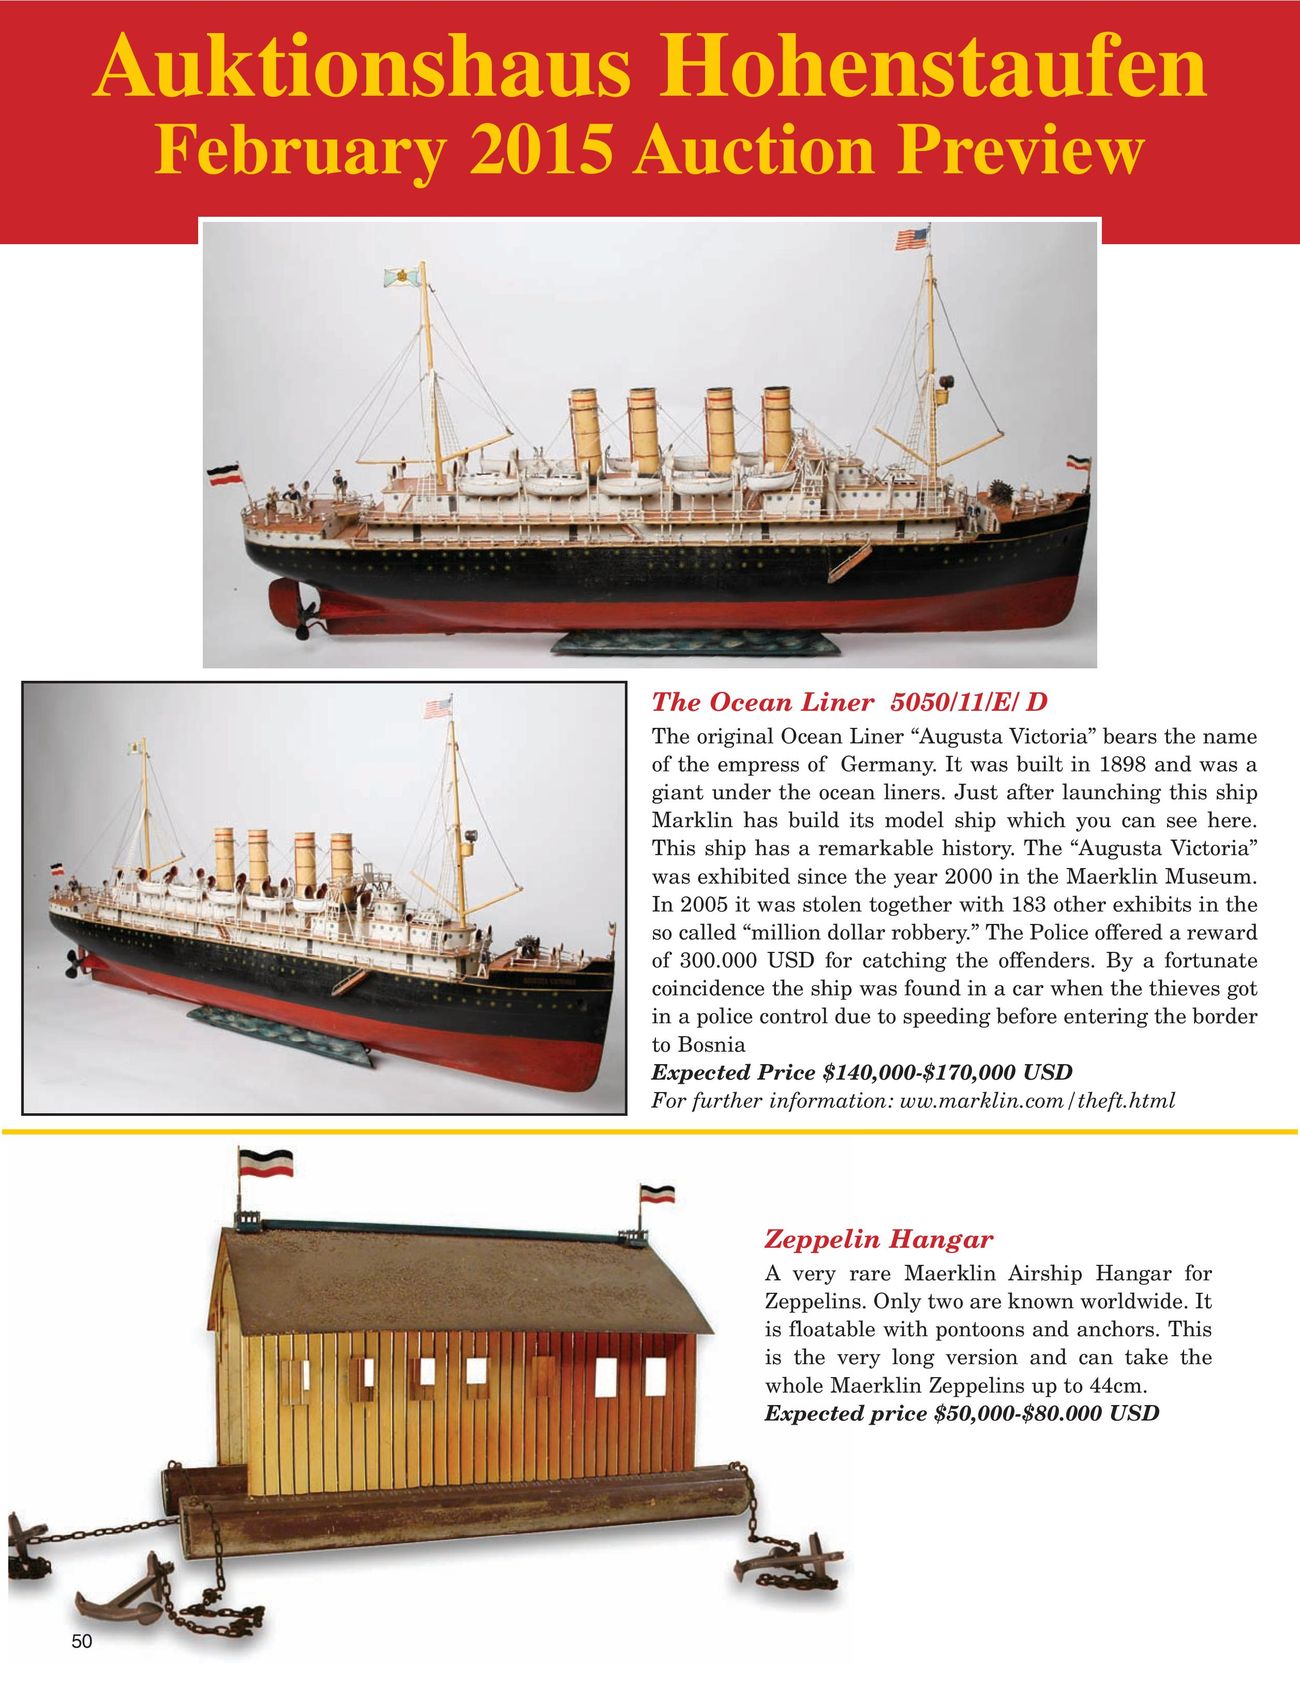 Auktionshaus Hohenstaufen
February 2015 Auction Preview
The Ocean Liner 5050/11/E/ D
The original Ocean Liner “Augusta Victoria” bears the name
of the empress of Germany. It was built in 1898 and was a
giant under the ocean liners. Just after launching this ship
Marklin has build its model ship which you can see here.
This ship has a remarkable history. The “Augusta Victoria”
was exhibited since the year 2000 in the Maerklin Museum.
In 2005 it was stolen together with 183 other exhibits in the
so called “million dollar robbery.” The Police offered a reward
of 300.000 USD for catching the offenders. By a fortunate
coincidence the ship was found in a car when the thieves got
in a police control due to speeding before entering the border
to Bosnia
Expected Price $140,000-$170,000 USD
For further information: ww.marklin.com/theft.html
Zeppelin Hangar
A very rare Maerklin Airship Hangar for
Zeppelins. Only two are known worldwide. It
is floatable with pontoons and anchors. This
is the very long version and can take the
whole Maerklin Zeppelins up to 44cm.
Expected price $50,000-$80.000 USD
50